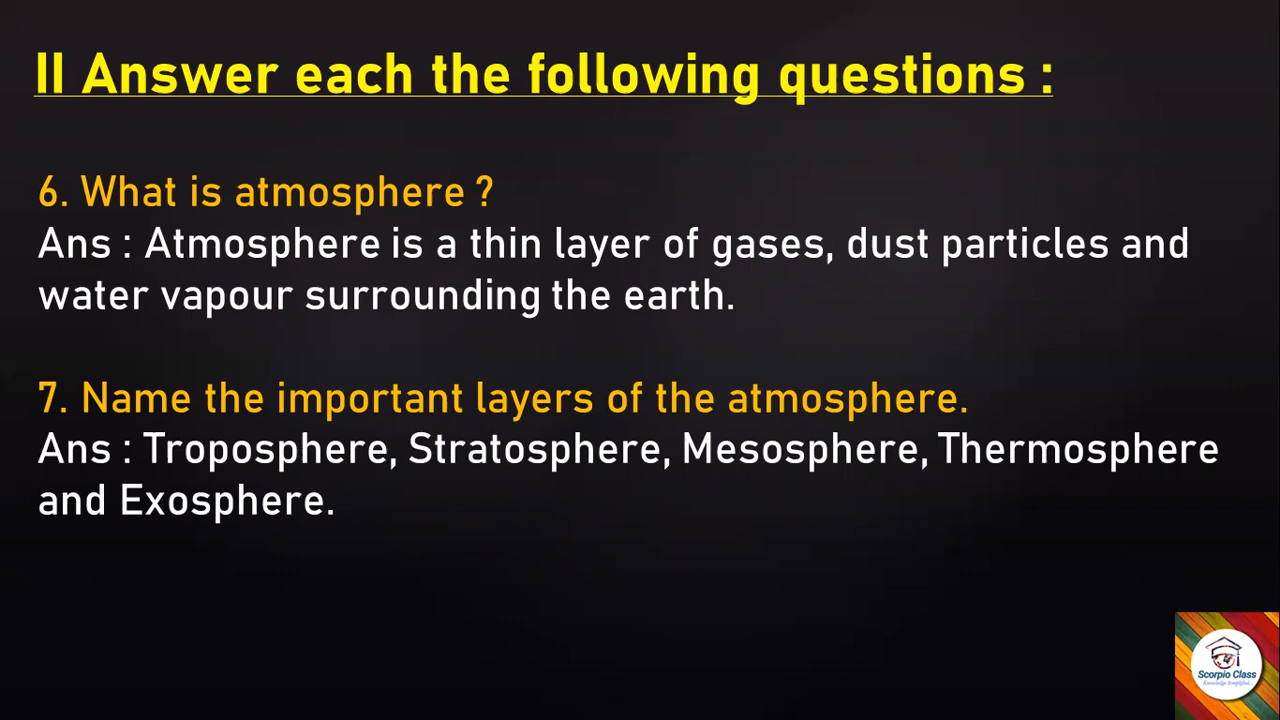 II Answer each the following questions :
6. What is atmosphere ?
Ans : Atmosphere is a thin layer of gases, dust particles and
water vapour surrounding the earth.
7. Name the important layers of the atmosphere.
Ans : Troposphere, Stratosphere, Mesosphere, Thermosphere
and Exosphere.
Scorpio Class
Knowledge Simplified...